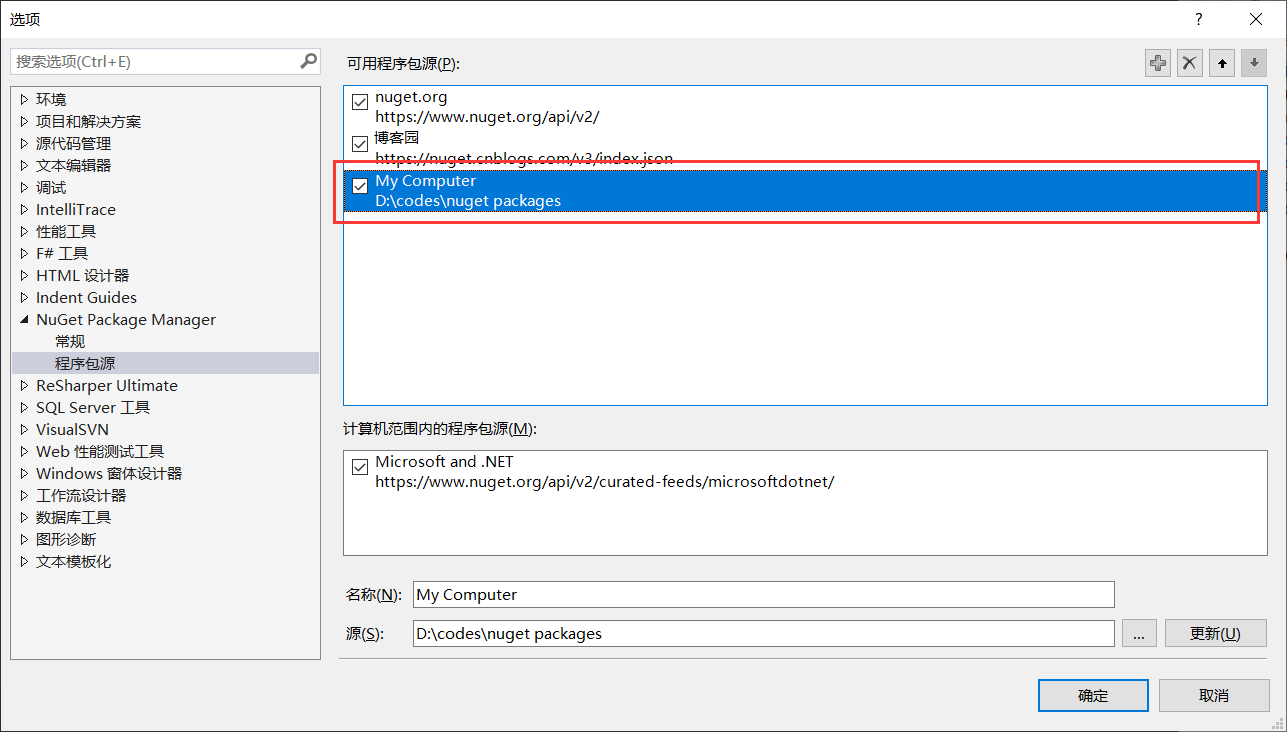 选项
?
搜索选项(Ctrl+E)
环境
项目和解决方案
源代码管理
文本编辑器
调试
IntelliTrace
性能工具
F# 工具
HTML 设计器
Indent Guides
NuGet Package Manager
常规
程序包源
ReSharper Ultimate
SQL Server 工具
VisualSVN
Web 性能测试工具
Windows 窗体设计器
工作流设计器
数据库工具
图形诊断
文本模板化
可用程序包源(P):
nuget.org
https://www.nuget.org/api/v2/
博客园
https://nuget.cnblogs.com/v3/index.json
My Computer
D:\codes\nuget packages
计算机范围内的程序包源(M):
Microsoft and .NET
https://www.nuget.org/api/v2/curated-feeds/microsoftdotnet/
名称(N): My Computer
源(S): D:\codes\nuget packages ... 更新(U)
确定 取消